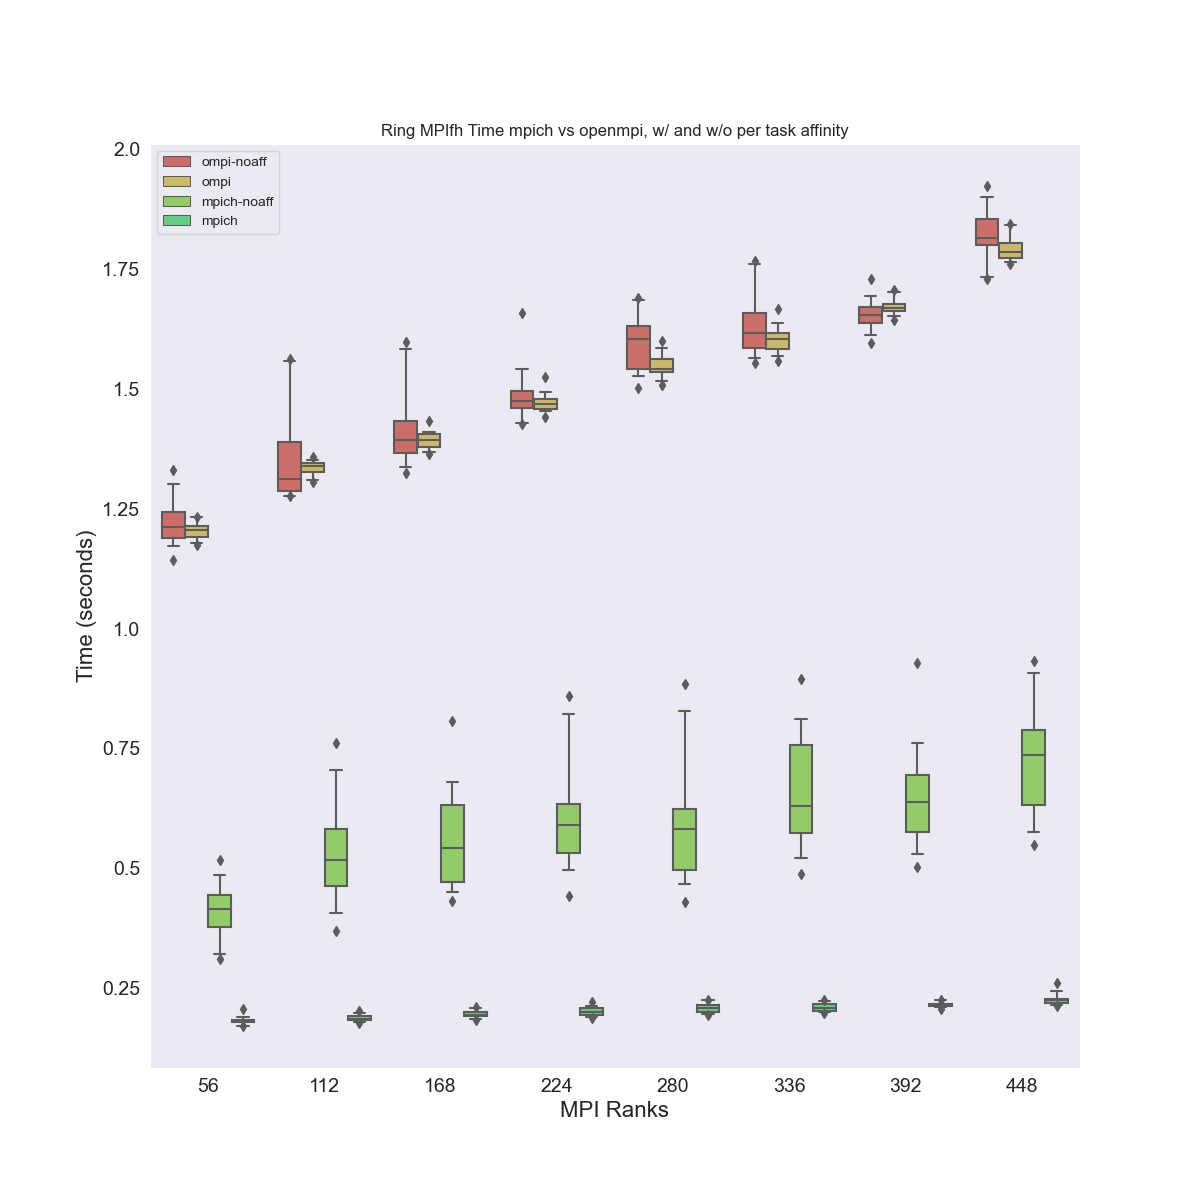 Ring MPIfh Time mpich vs openmpi, w/ and w/o per task affinity
ompi-noaff
ompi
mpich-noaff
mpich
2.0
1.75
1.5
1.25
1.0
0.75
0.5
0.25
Time (seconds)
56 112 168 224 280 336 392 448
MPI Ranks